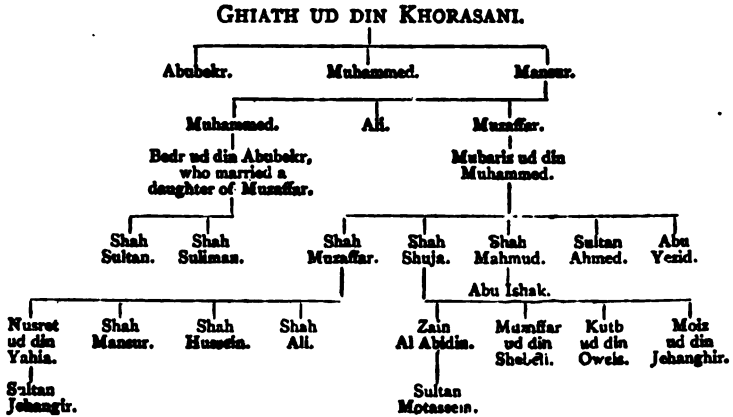 GHIATH UD DIN KHORASANI.
Abubekr. Muhammed. Mansur.
Muhammed. Ali. Muzaffar.
Bedr ud din Abubekr,
who married a
daughter of Muzaffar.
Mubariz ud din
Muhammed.
Shah
Sultan.
Shah
Suliman.
Shah
Muzaffar.
Shah
Shuja.
Shah
Mahmud.
Sultan
Ahmed.
Abu
Yezid.
Abu Ishak.
Nusret
ud din
Yahia.
Shah
Mansur.
Shah
Hussein.
Shah
Ali.
Zain
Al Abidin.
Muzaffar
ud din
Shebeli.
Kutb
ud din
Oweis.
Moiz
ud din
Jehanghir.
Sultan
Jehangir.
Sultan
Motassem.